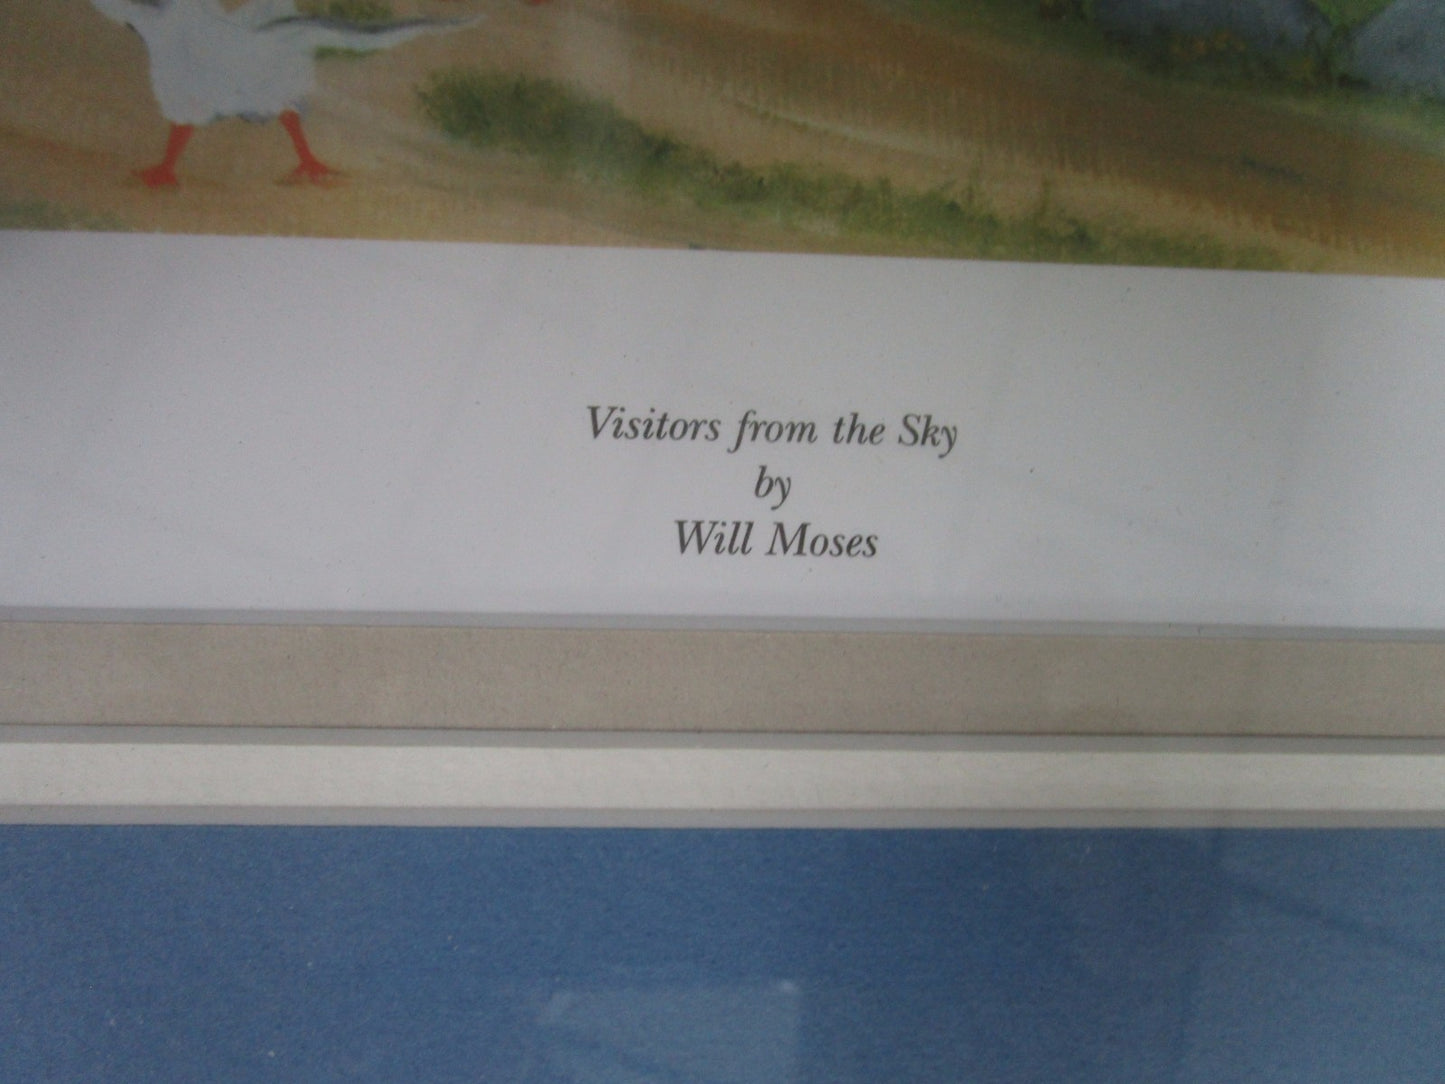 Visitors from the Sky
by
Will Moses